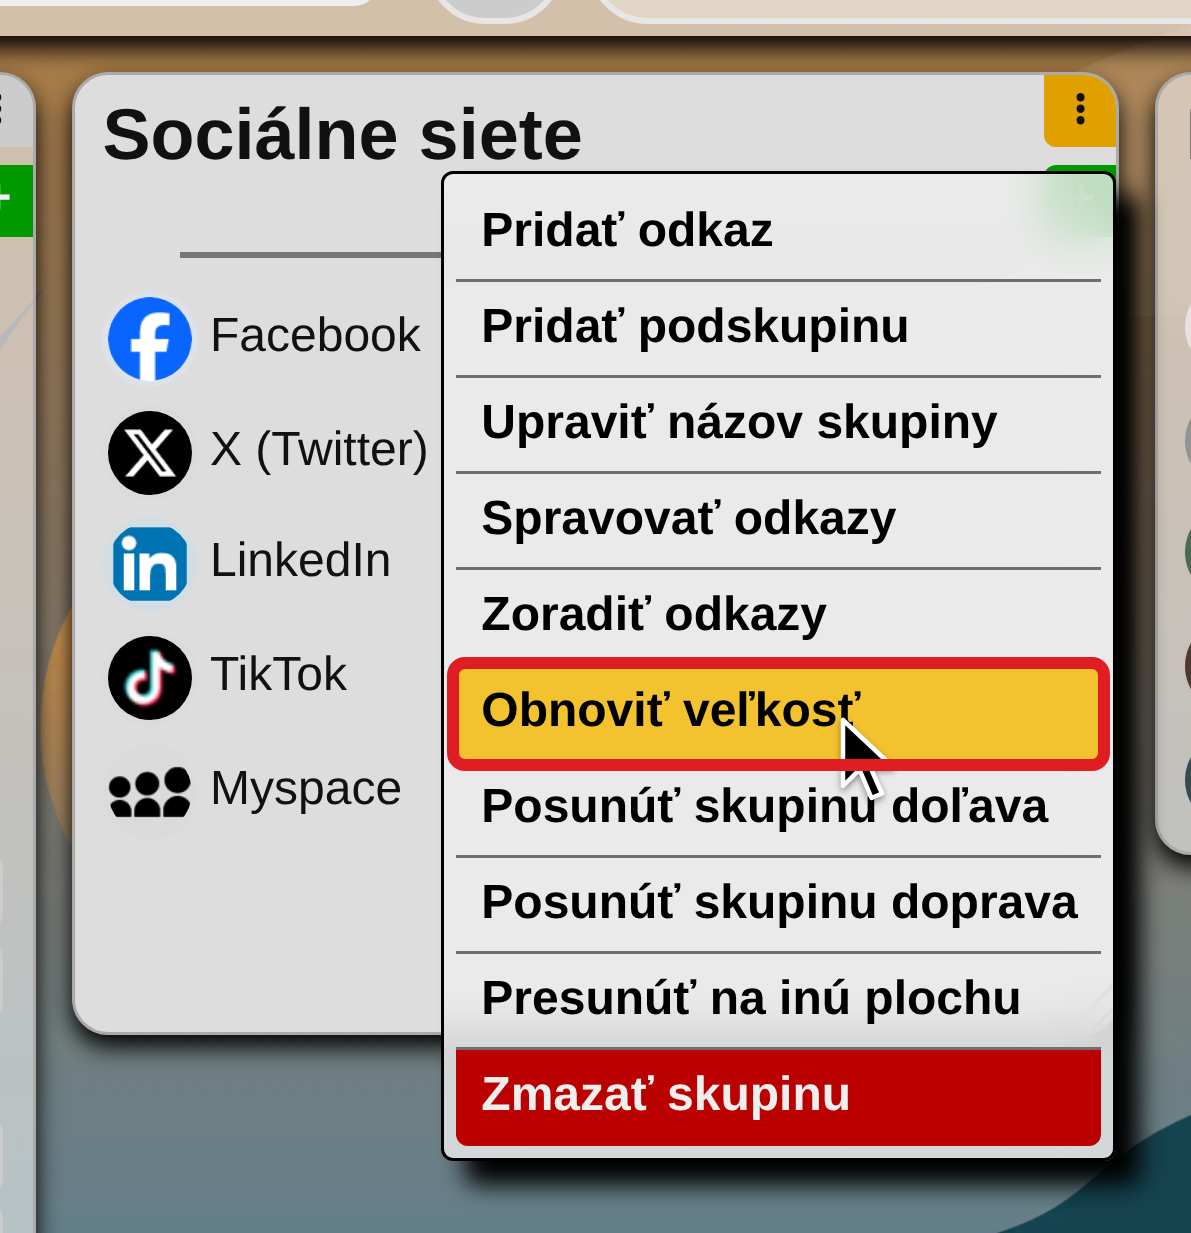 Sociálne siete
Facebook
X (Twitter)
LinkedIn
TikTok
Myspace
Pridať odkaz
Pridať podskupinu
Upraviť názov skupiny
Spravovať odkazy
Zoradiť odkazy
Obnoviť veľkosť
Posunúť skupinu doľava
Posunúť skupinu doprava
Presunúť na inú plochu
Zmazať skupinu